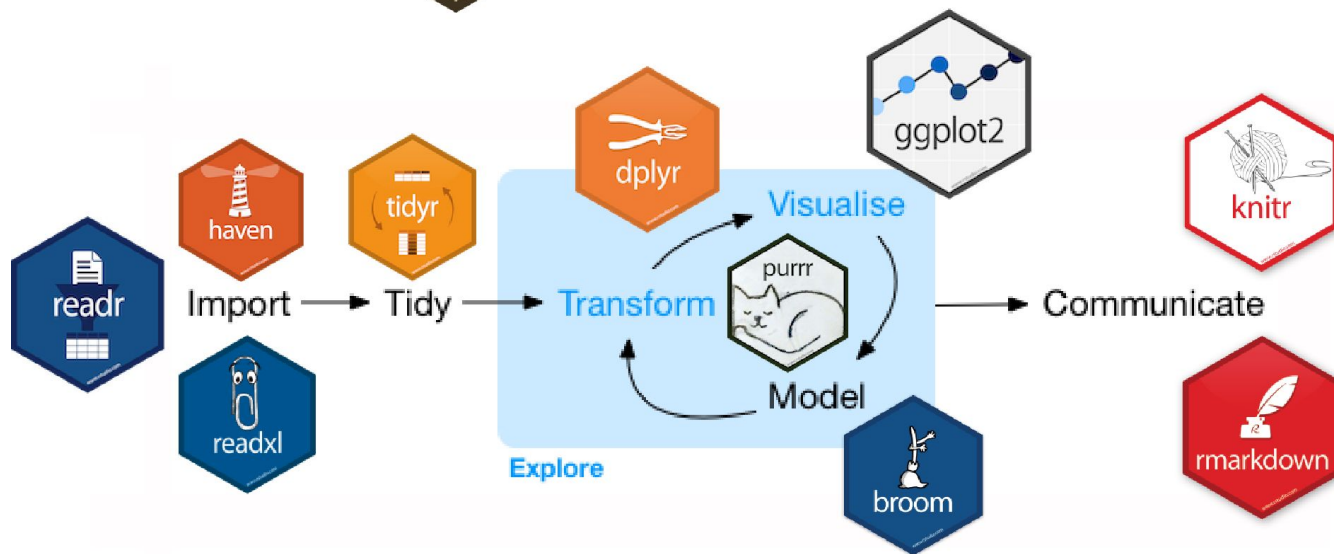 ggplot2
dplyr
haven
tidyr
knitr
Visualise
purrr
readr
Import
Tidy
Transform
Communicate
Model
readxl
Explore
broom
rmarkdown